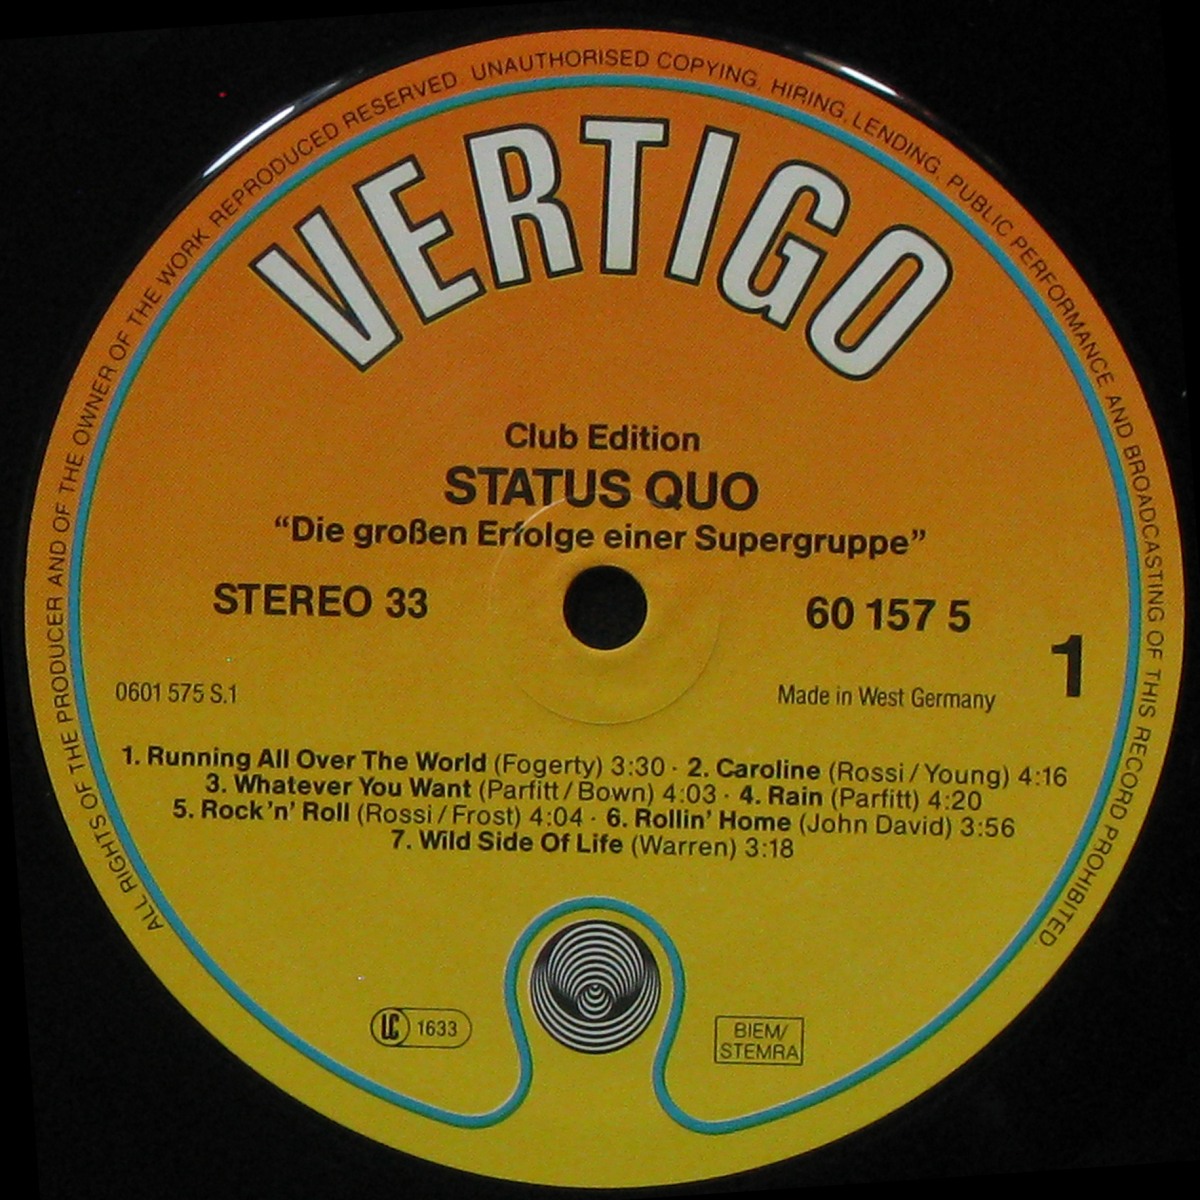 ALL RIGHTS OF THE PRODUCER AND OF THE OWNER OF THE WORK REPRODUCED RESERVED. UNAUTHORISED COPYING, HIRING, LENDING, PUBLIC PERFORMANCE AND BROADCASTING OF THIS RECORD PROHIBITED.
VERTIGO
Club Edition
STATUS QUO
“Die großen Erfolge einer Supergruppe”
STEREO 33
60 157 5
1
0601 575 S.1
Made in West Germany
1. Running All Over The World (Fogerty) 3:30 · 2. Caroline (Rossi/Young) 4:16
3. Whatever You Want (Parfitt/Bown) 4:03 · 4. Rain (Parfitt) 4:20
5. Rock'n' Roll (Rossi/Frost) 4:04 · 6. Rollin' Home (John David) 3:56
7. Wild Side Of Life (Warren) 3:18
LC 1633
BIEM/
STEMRA